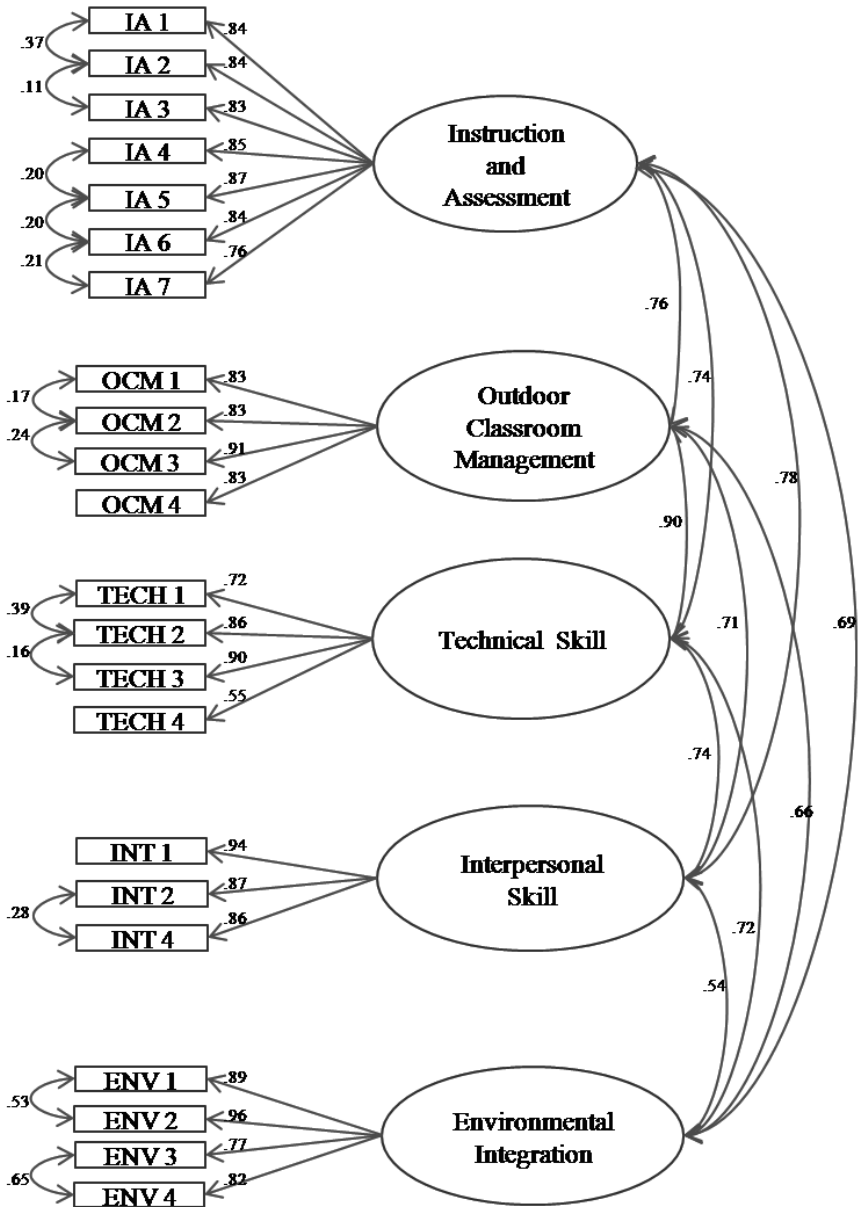 IA 1
.84
.37
IA 2
.84
.11
IA 3
.83
IA 4
.85
.20
IA 5
.87
.20
IA 6
.84
.21
IA 7
.76
Instruction
and
Assessment
OCM 1
.83
.17
OCM 2
.83
.24
OCM 3
.91
OCM 4
.83
Outdoor
Classroom
Management
TECH 1
.72
.39
TECH 2
.86
.16
TECH 3
.90
TECH 4
.55
Technical Skill
INT 1
.94
INT 2
.87
.28
INT 4
.86
Interpersonal
Skill
ENV 1
.89
.53
ENV 2
.96
ENV 3
.77
.65
ENV 4
.82
Environmental
Integration
.76
.74
.78
.90
.71
.69
.74
.66
.72
.54